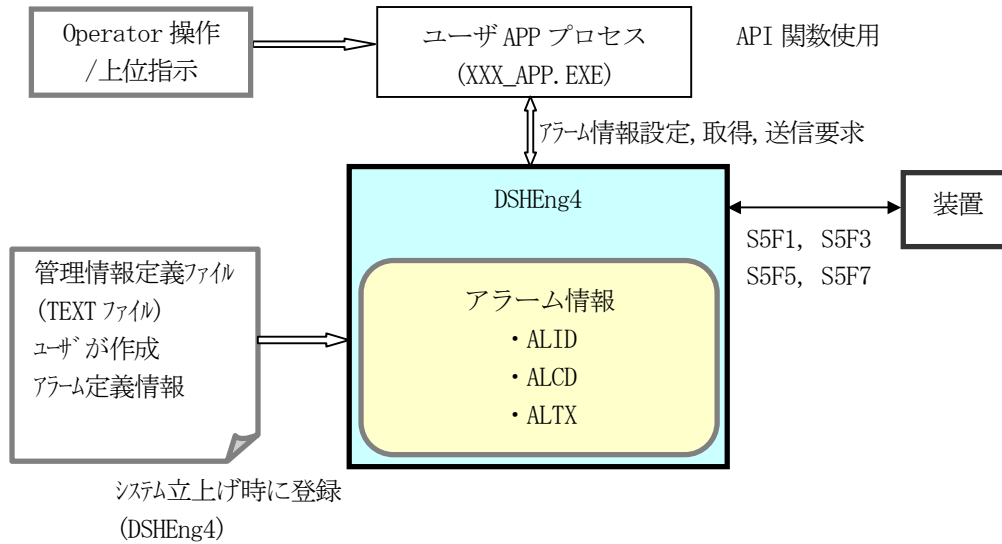 Operator 操作
/上位指示
ユーザ APP プロセス
(XXX_APP.EXE)
API 関数使用
アラーム情報設定,取得,送信要求
DSHEng4
装置
S5F1, S5F3
S5F5, S5F7
管理情報定義ファイル
(TEXT ファイル)
ユーザが作成
アラーム定義情報
アラーム情報
・ALID
・ALCD
・ALTX
システム立上げ時に登録
(DSHEng4)